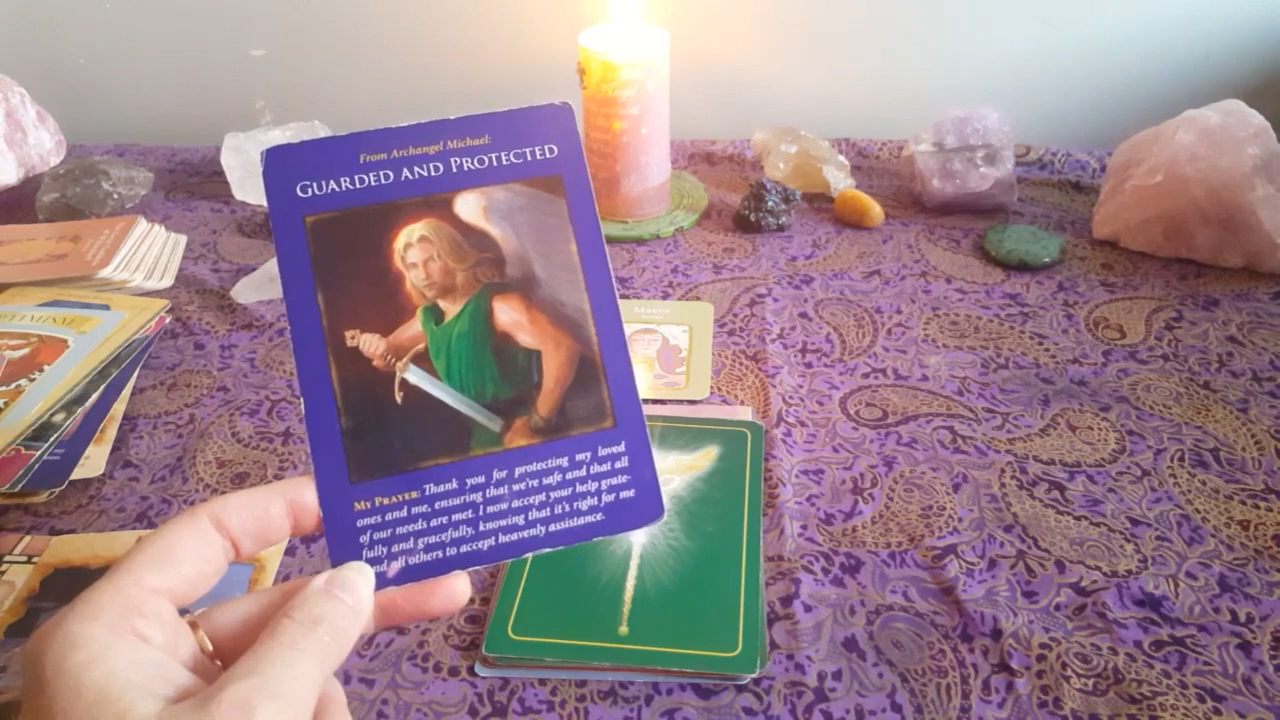 From Archangel Michael:
GUARDED AND PROTECTED
MY PRAYER: Thank you for protecting my loved
ones and me, ensuring that we're safe and that all
of our needs are met. I now accept your help grate-
fully and gracefully, knowing that it's right for me
and all others to accept heavenly assistance.
Angel
Maeve